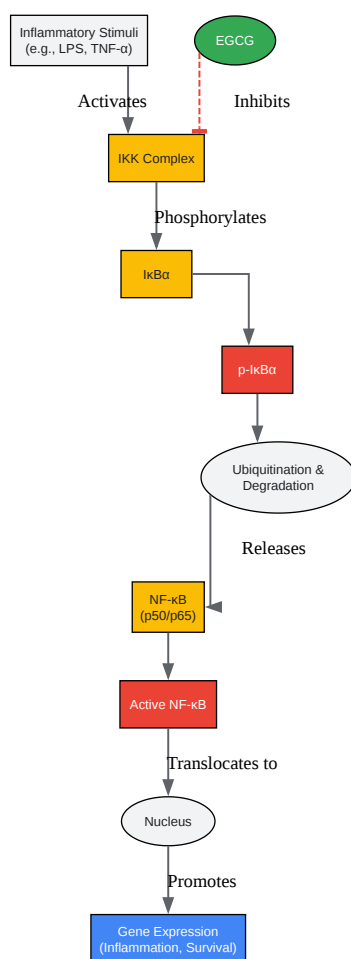 Inflammatory Stimuli
(e.g., LPS, TNF-α)
EGCG
Activates
Inhibits
IKK Complex
Phosphorylates
IκBα
p-IκBα
Ubiquitination &
Degradation
Releases
NF-κB
(p50/p65)
Active NF-κB
Translocates to
Nucleus
Promotes
Gene Expression
(Inflammation, Survival)